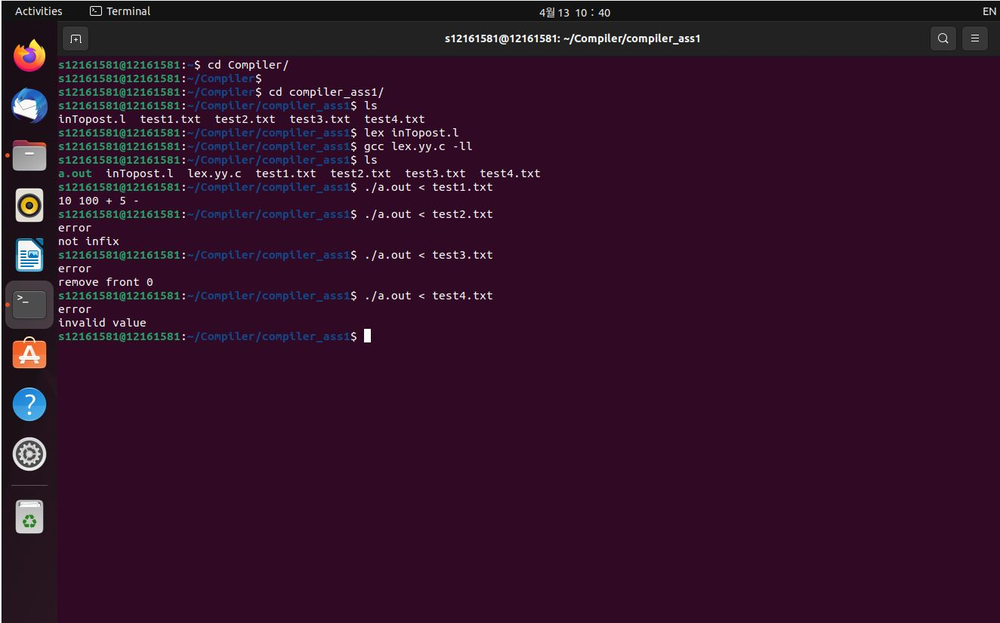 Activities Terminal 4월 13 10 : 40 EN
s12161581@12161581: ~/Compiler/compiler_ass1
s12161581@12161581:~$ cd Compiler/
s12161581@12161581:~/Compiler$
s12161581@12161581:~/Compiler$ cd compiler_ass1/
s12161581@12161581:~/Compiler/compiler_ass1$ ls
inTopost.l  test1.txt  test2.txt  test3.txt  test4.txt
s12161581@12161581:~/Compiler/compiler_ass1$ lex inTopost.l
s12161581@12161581:~/Compiler/compiler_ass1$ gcc lex.yy.c -ll
s12161581@12161581:~/Compiler/compiler_ass1$ ls
a.out  inTopost.l  lex.yy.c  test1.txt  test2.txt  test3.txt  test4.txt
s12161581@12161581:~/Compiler/compiler_ass1$ ./a.out < test1.txt
10 100 + 5 -
s12161581@12161581:~/Compiler/compiler_ass1$ ./a.out < test2.txt
error
not infix
s12161581@12161581:~/Compiler/compiler_ass1$ ./a.out < test3.txt
error
remove front 0
s12161581@12161581:~/Compiler/compiler_ass1$ ./a.out < test4.txt
error
invalid value
s12161581@12161581:~/Compiler/compiler_ass1$